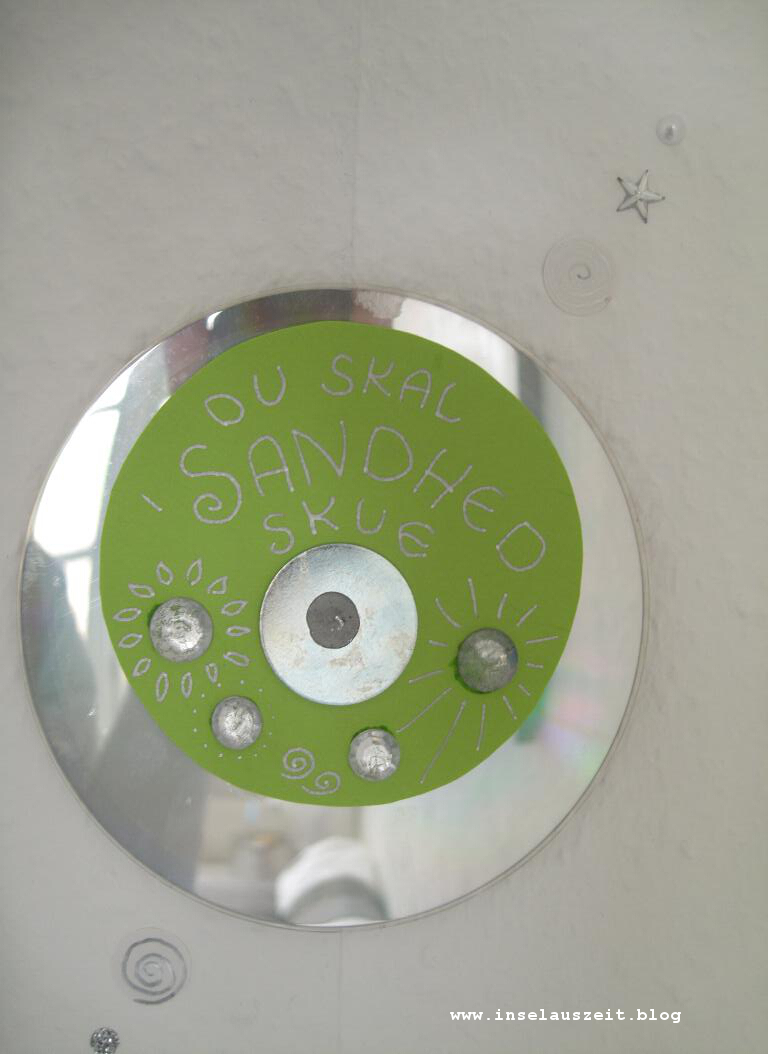 DU SKAL
I SANDHED
SKUE
www.inselauszeit.blog